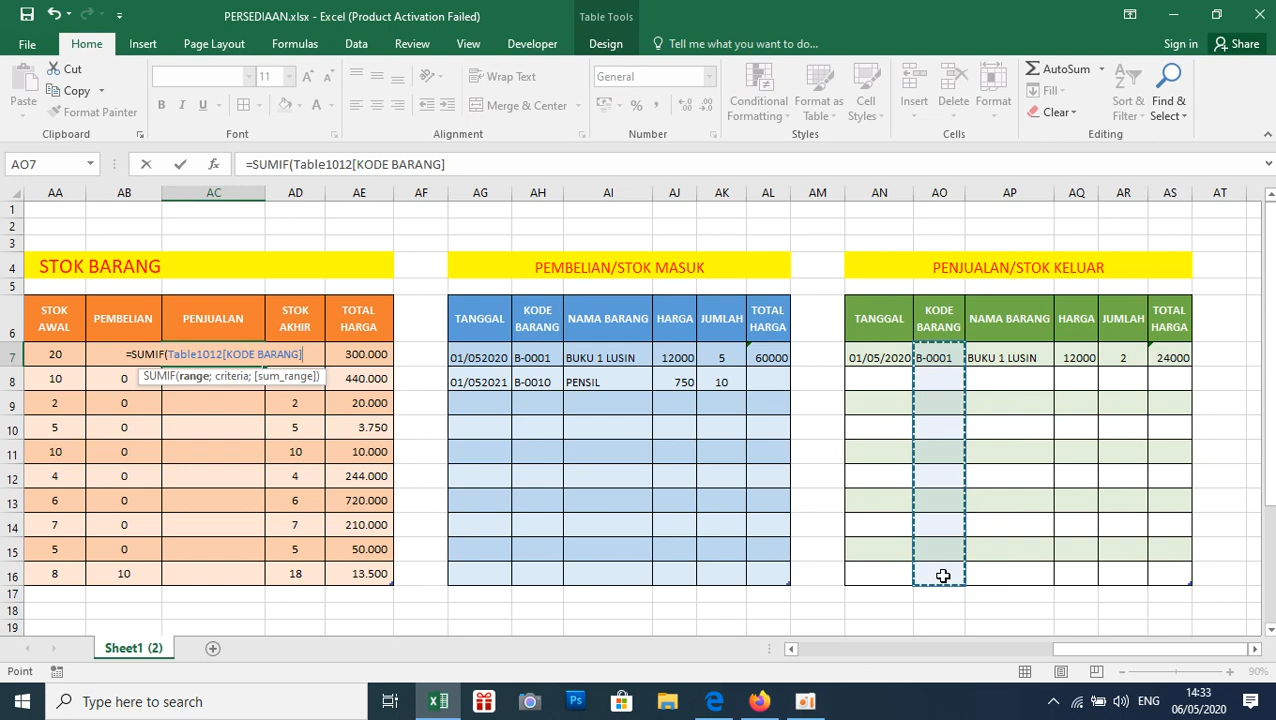 PERSEDIAAN.xlsx - Excel (Product Activation Failed)
Table Tools
File Home Insert Page Layout Formulas Data Review View Developer Design Tell me what you want to do... Sign in Share
Paste Cut Copy Format Painter
11
Wrap Text
Merge & Center
General
Conditional Formatting Format as Table Cell Styles
Insert Delete Format
AutoSum Fill Clear
Sort & Filter Find & Select
Clipboard Font Alignment Number Styles Cells Editing
AO7 =SUMIF(Table1012[KODE BARANG]
AA AB AC AD AE AF AG AH AI AJ AK AL AM AN AO AP AQ AR AS AT
1
2
3
4 STOK BARANG PEMBELIAN/STOK MASUK PENJUALAN/STOK KELUAR
5
6 STOK AWAL PEMBELIAN PENJUALAN STOK AKHIR TOTAL HARGA TANGGAL KODE BARANG NAMA BARANG HARGA JUMLAH TOTAL HARGA TANGGAL KODE BARANG NAMA BARANG HARGA JUMLAH TOTAL HARGA
7 20 =SUMIF(Table1012[KODE BARANG] 300.000 01/052020 B-0001 BUKU 1 LUSIN 12000 5 60000 01/05/2020 B-0001 BUKU 1 LUSIN 12000 2 24000
SUMIF(range; criteria; [sum_range])
8 10 0 440.000 01/052021 B-0010 PENSIL 750 10
9 2 0 2 20.000
10 5 0 5 3.750
11 10 0 10 10.000
12 4 0 4 244.000
13 6 0 6 720.000
14 7 0 7 210.000
15 5 0 5 50.000
16 8 10 18 13.500
17
18
19
Sheet1 (2)
Point 90%
Type here to search
ENG
14:33
06/05/2020